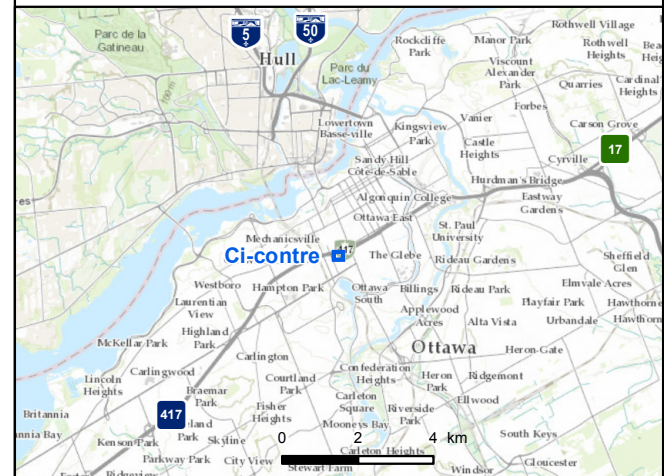 Rothwell Village
Parc de la
Gatineau
5
50
Rockcliffe
Park
Manor Park
Rothwell
Heights
Hull
Parc du
Lac-Leamy
Viscount
Alexander
Park
Quarries
Cardinal
Heights
100 m
Forbes
Lowertown
Basse-ville
Kingsview
Park
Vanier
Carson Grove
Castle
Heights
17
Sandy Hill
Côte-de-Sable
Cyrville
Hurdman's Bridge
Algonquin College
Eastway
Gardens
Ottawa East
St. Paul
University
Mechanicsville
417
Ci-contre
The Glebe
Rideau Gardens
Sheffield
Glen
Westboro
Hampton Park
Ottawa
South
Billings
Rideau Park
Elmvale Acres
Laurentian
View
Playfair Park
Hawthorne
Applewood
Acres
Alta Vista
Urbandale
Hawthorn
Highland
Park
McKellar Park
Ottawa
Heron-Gate
Carlington
Carlingwood
Confederation
Heights
Lincoln
Heights
Courtland
Park
Heron
Park
Ridgemont
Braemar
Park
Carleton
Square
Ellwood
Britannia
417
Fisher
Heights
Riverside
Park
Mooneys Bay
nnia Bay
Kenson Park
eland
Park
Skyline
0 2 4 km
South Keys
Carleton Heights
Parkway Park
City View
Stewart Farm
Windsor
Gloucester
Ridgeview